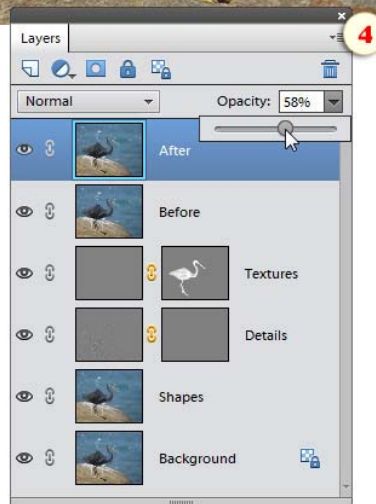 Layers
4
Normal
Opacity: 58%
After
Before
Textures
Details
Shapes
Background